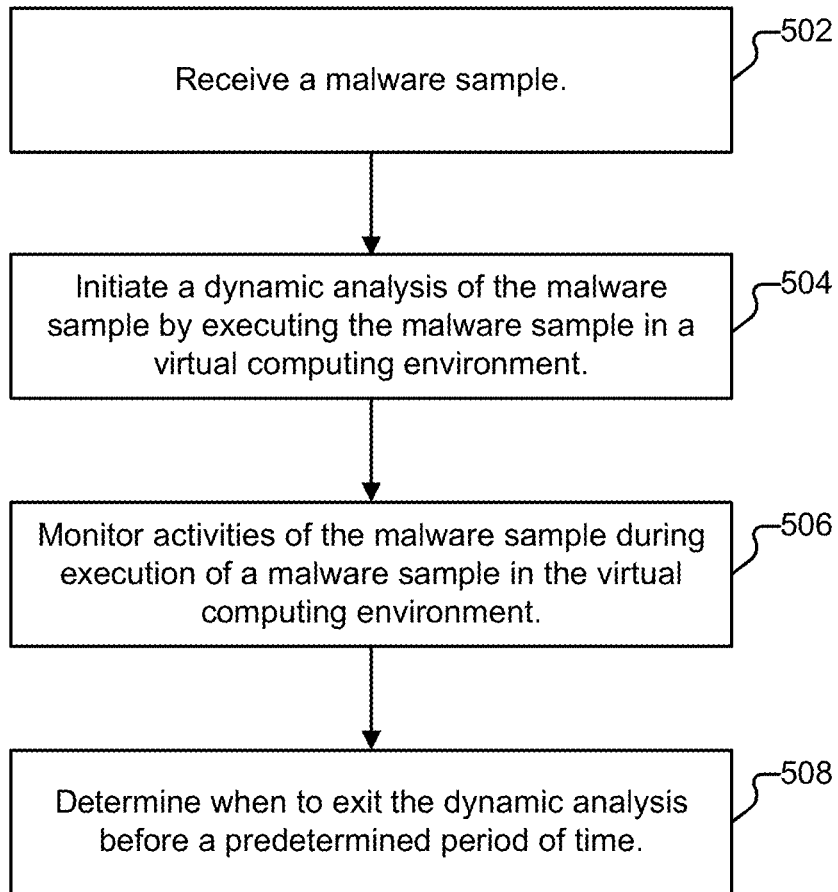 Receive a malware sample.
502
Initiate a dynamic analysis of the malware
sample by executing the malware sample in a
virtual computing environment.
504
Monitor activities of the malware sample during
execution of a malware sample in the virtual
computing environment.
506
Determine when to exit the dynamic analysis
before a predetermined period of time.
508